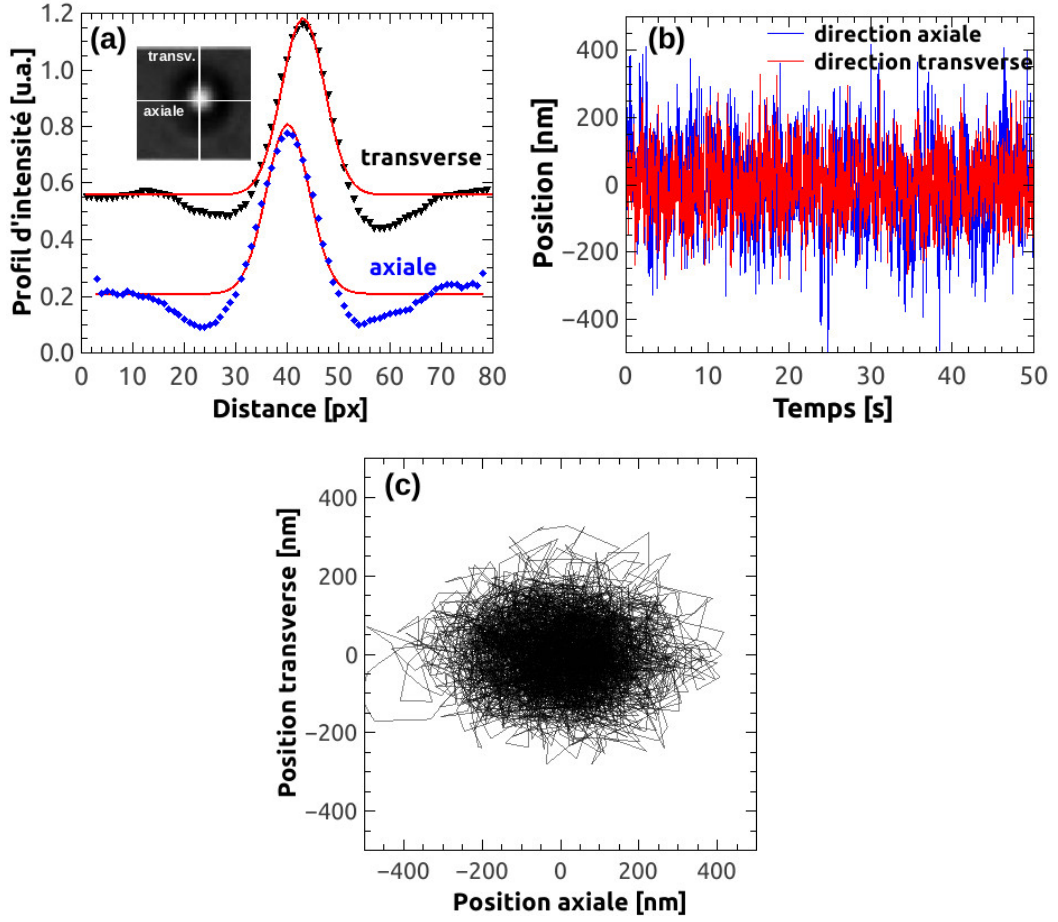 (a)
transv.
axiale
transverse
axiale
Profil d'intensité [u.a.]
0.0
0.2
0.4
0.6
0.8
1.0
1.2
0 10 20 30 40 50 60 70 80
Distance [px]
(b)
direction axiale
direction transverse
Position [nm]
400
200
0
−200
−400
0 10 20 30 40 50
Temps [s]
(c)
Position transverse [nm]
400
200
0
−200
−400
−400 −200 0 200 400
Position axiale [nm]